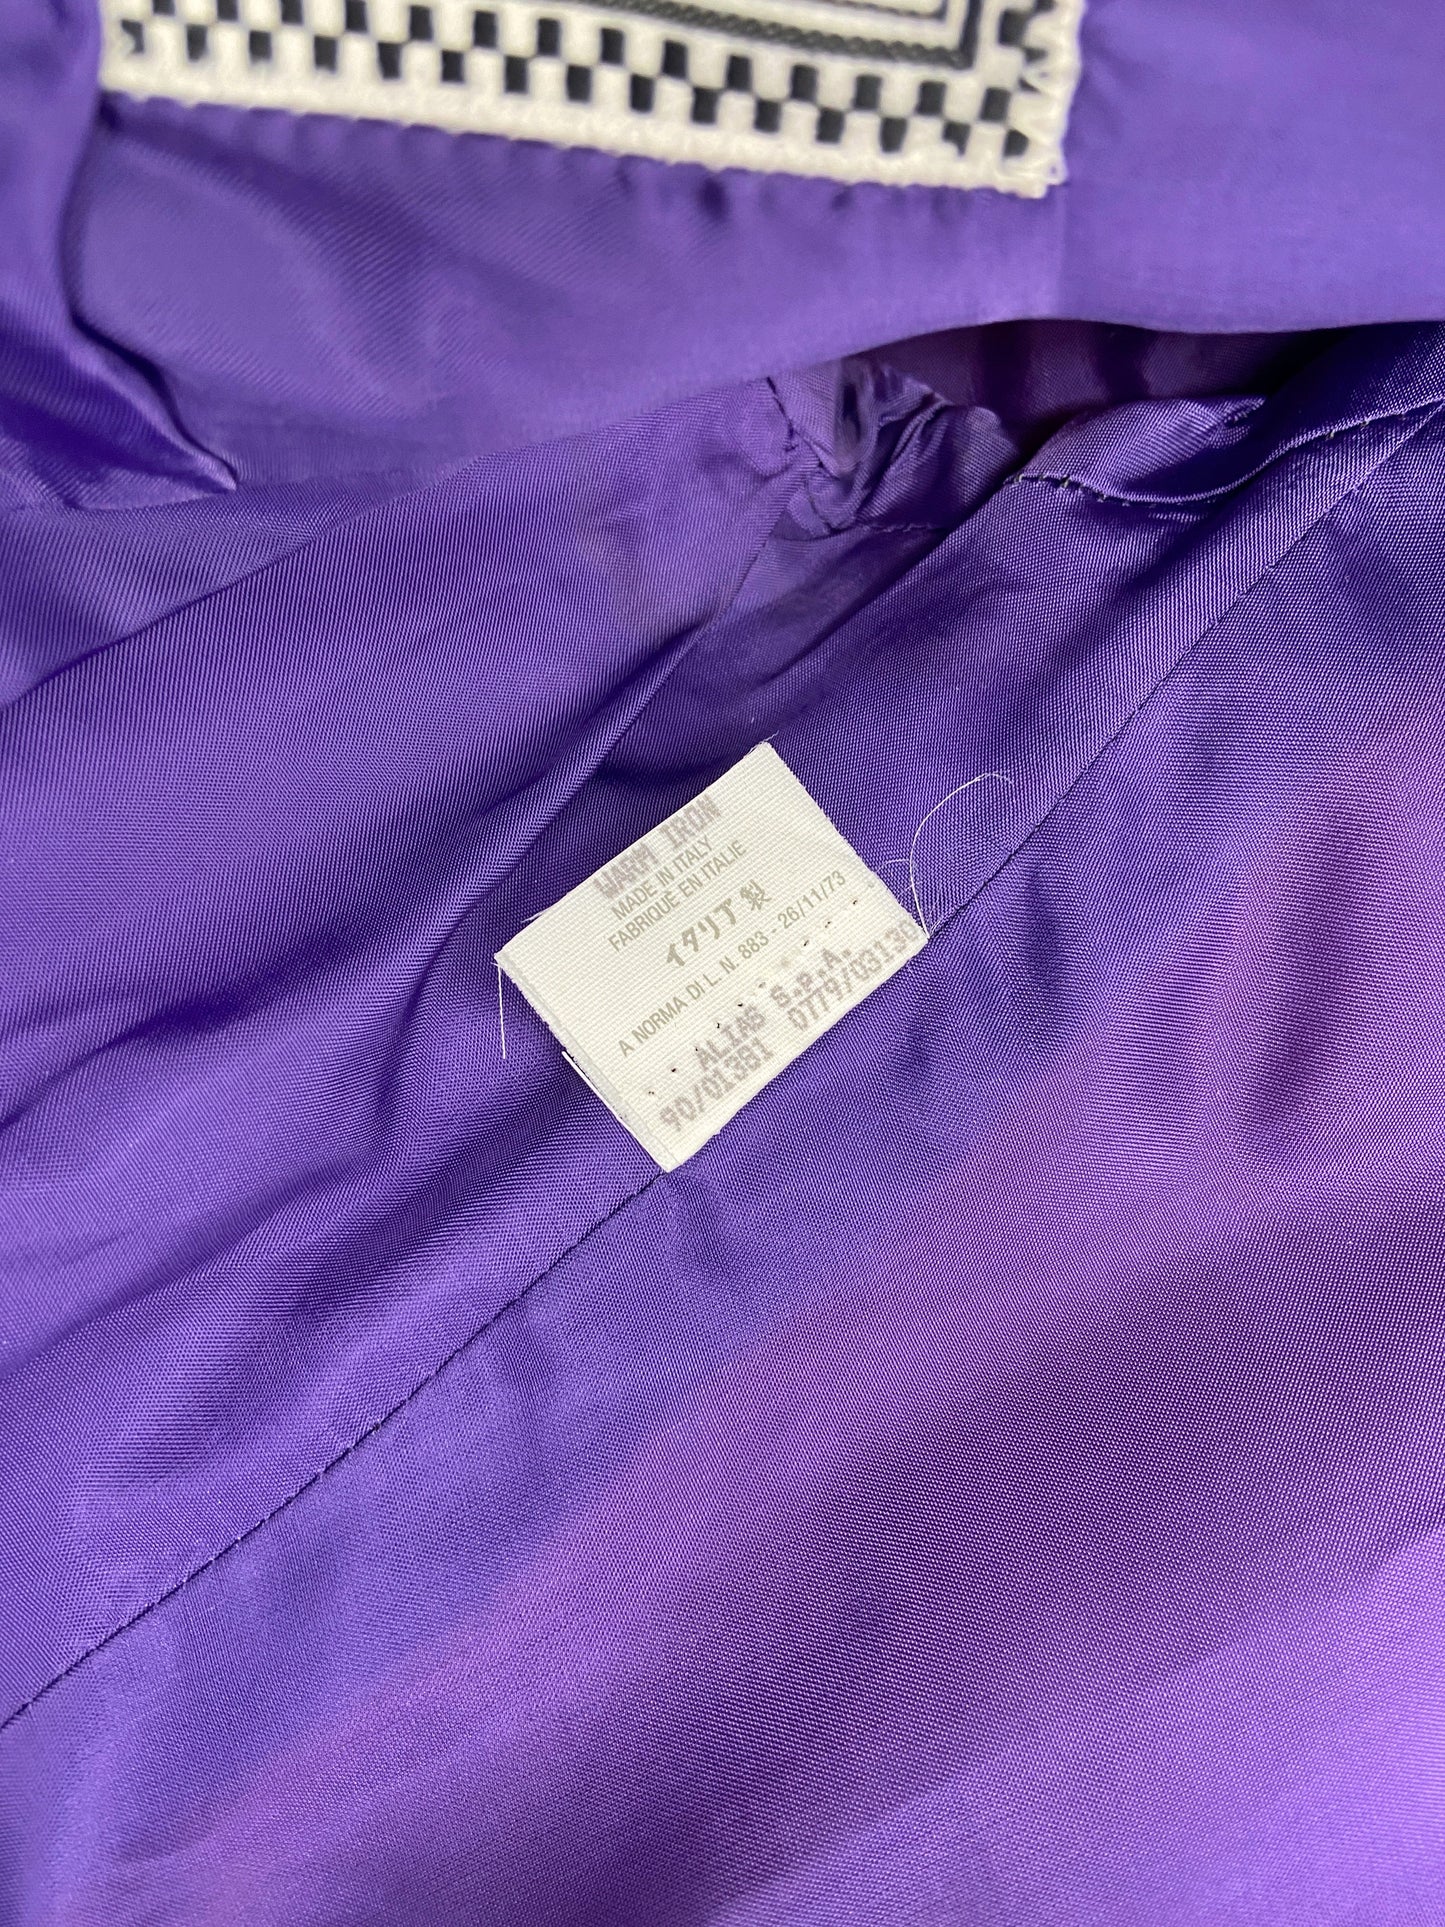 WARM IRON
MADE IN ITALY
FABRIQUÉ EN ITALIE
イタリア製
A NORMA DI L. N. 883 - 26/11/73
ALIAS S.P.A.
90/01381 0779/03130